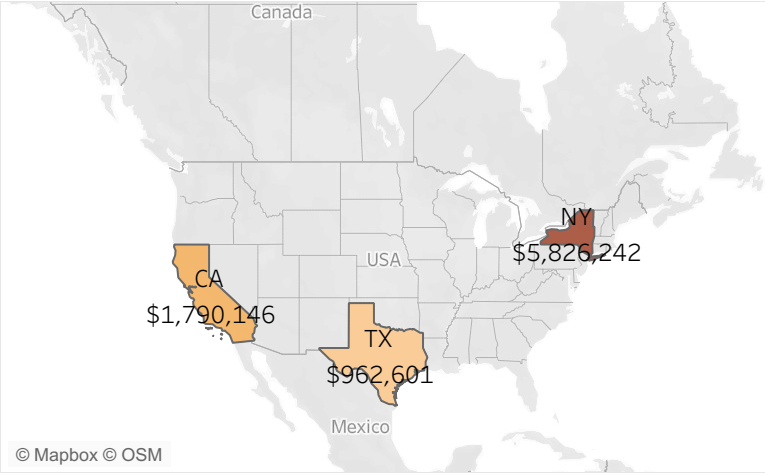 Canada
NY
$5,826,242
USA
CA
$1,790,146
TX
$962,601
Mexico
© Mapbox © OSM